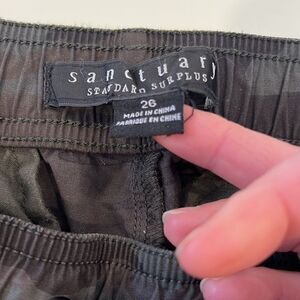 sanctuary
STANDARD SURPLUS
26
MADE IN CHINA
FABRIQUE EN CHINE